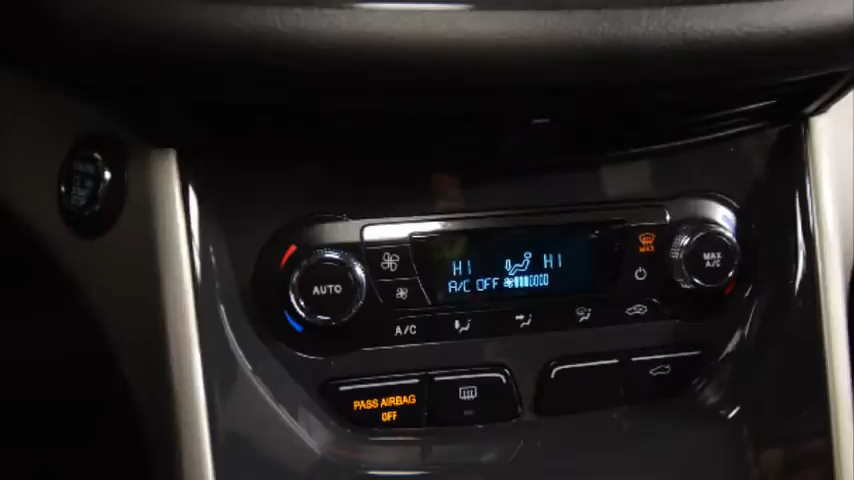 HI HI
A/C OFF
AUTO
MAX
MAX
A/C
A/C
PASS AIRBAG
OFF